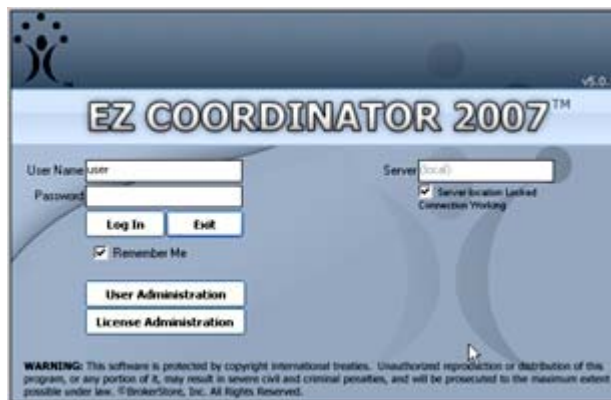 v5.0.
EZ COORDINATOR 2007™
User Name user
Server (local)
Password
Server location Locked
Connection Working
Log In Exit
Remember Me
User Administration
License Administration
WARNING: This software is protected by copyright international treaties. Unauthorized reproduction or distribution of this
program, or any portion of it, may result in severe civil and criminal penalties, and will be prosecuted to the maximum extent
possible under law. ©BrokerStore, Inc. All Rights Reserved.